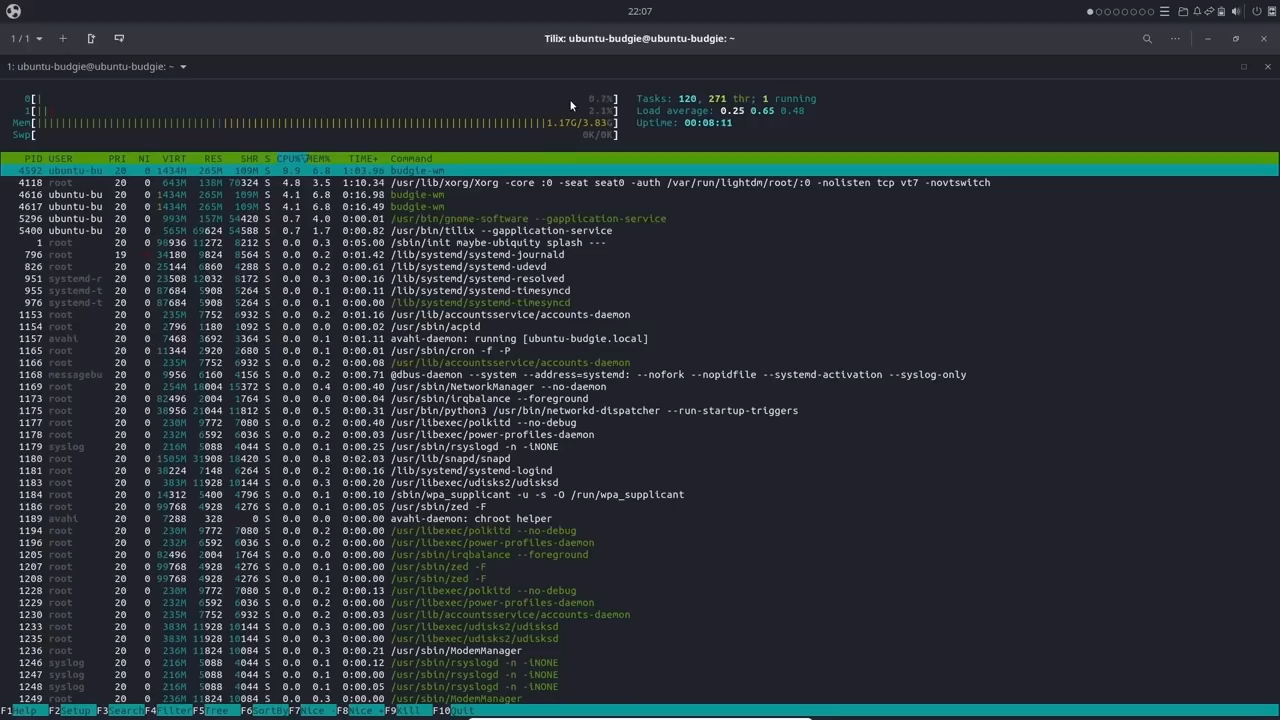 22:07
1 / 1
Tilix: ubuntu-budgie@ubuntu-budgie: ~
1: ubuntu-budgie@ubuntu-budgie: ~
0[| 0.7%] Tasks: 120, 271 thr; 1 running
1[|| 2.1%] Load average: 0.25 0.65 0.48
Mem[ 1.17G/3.83G] Uptime: 00:08:11
Swp[ 0K/0K]
PID USER PRI NI VIRT RES SHR S CPU%▽MEM% TIME+ Command
4592 ubuntu-bu 20 0 1434M 265M 109M S 8.9 6.8 1:03.96 budgie-wm
4118 root 20 0 643M 138M 70324 S 4.8 3.5 1:10.34 /usr/lib/xorg/Xorg -core :0 -seat seat0 -auth /var/run/lightdm/root/:0 -nolisten tcp vt7 -novtswitch
4616 ubuntu-bu 20 0 1434M 265M 109M S 4.1 6.8 0:16.98 budgie-wm
4617 ubuntu-bu 20 0 1434M 265M 109M S 4.1 6.8 0:16.49 budgie-wm
5296 ubuntu-bu 20 0 993M 157M 54420 S 0.7 4.0 0:00.01 /usr/bin/gnome-software --gapplication-service
5400 ubuntu-bu 20 0 565M 69624 54588 S 0.7 1.7 0:00.82 /usr/bin/tilix --gapplication-service
1 root 20 0 98936 11272 8212 S 0.0 0.3 0:05.00 /sbin/init maybe-ubiquity splash ---
796 root 19 34180 9824 8564 S 0.0 0.2 0:01.42 /lib/systemd/systemd-journald
826 root 20 0 25144 6860 4288 S 0.0 0.2 0:00.61 /lib/systemd/systemd-udevd
951 systemd-r 20 0 23508 12032 8172 S 0.0 0.3 0:00.16 /lib/systemd/systemd-resolved
955 systemd-t 20 0 87684 5908 5264 S 0.0 0.1 0:00.11 /lib/systemd/systemd-timesyncd
976 systemd-t 20 0 87684 5908 5264 S 0.0 0.1 0:00.00 /lib/systemd/systemd-timesyncd
1153 root 20 0 235M 7752 6932 S 0.0 0.2 0:01.16 /usr/lib/accountsservice/accounts-daemon
1154 root 20 0 2796 1180 1092 S 0.0 0.0 0:00.02 /usr/sbin/acpid
1157 avahi 20 0 7468 3692 3364 S 0.0 0.1 0:01.11 avahi-daemon: running [ubuntu-budgie.local]
1165 root 20 0 11344 2920 2680 S 0.0 0.1 0:00.01 /usr/sbin/cron -f -P
1166 root 20 0 235M 7752 6932 S 0.0 0.2 0:00.08 /usr/lib/accountsservice/accounts-daemon
1168 messagebu 20 0 9956 6160 4156 S 0.0 0.2 0:00.71 @dbus-daemon --system --address=systemd: --nofork --nopidfile --systemd-activation --syslog-only
1169 root 20 0 254M 18004 15372 S 0.0 0.4 0:00.40 /usr/sbin/NetworkManager --no-daemon
1173 root 20 0 82496 2004 1764 S 0.0 0.0 0:00.04 /usr/sbin/irqbalance --foreground
1175 root 20 0 38956 21044 11812 S 0.0 0.5 0:00.31 /usr/bin/python3 /usr/bin/networkd-dispatcher --run-startup-triggers
1177 root 20 0 230M 9772 7080 S 0.0 0.2 0:00.40 /usr/libexec/polkitd --no-debug
1178 root 20 0 232M 6592 6036 S 0.0 0.2 0:00.03 /usr/libexec/power-profiles-daemon
1179 syslog 20 0 216M 5088 4044 S 0.0 0.1 0:00.25 /usr/sbin/rsyslogd -n -iNONE
1180 root 20 0 1505M 31908 18420 S 0.0 0.8 0:02.03 /usr/lib/snapd/snapd
1181 root 20 0 38224 7148 6264 S 0.0 0.2 0:00.16 /lib/systemd/systemd-logind
1183 root 20 0 383M 11928 10144 S 0.0 0.3 0:00.20 /usr/libexec/udisks2/udisksd
1184 root 20 0 14312 5400 4796 S 0.0 0.1 0:00.10 /sbin/wpa_supplicant -u -s -O /run/wpa_supplicant
1186 root 20 0 99768 4928 4276 S 0.0 0.1 0:00.05 /usr/sbin/zed -F
1189 avahi 20 0 7288 328 0 S 0.0 0.0 0:00.00 avahi-daemon: chroot helper
1194 root 20 0 230M 9772 7080 S 0.0 0.2 0:00.00 /usr/libexec/polkitd --no-debug
1196 root 20 0 232M 6592 6036 S 0.0 0.2 0:00.00 /usr/libexec/power-profiles-daemon
1205 root 20 0 82496 2004 1764 S 0.0 0.0 0:00.00 /usr/sbin/irqbalance --foreground
1207 root 20 0 99768 4928 4276 S 0.0 0.1 0:00.00 /usr/sbin/zed -F
1208 root 20 0 99768 4928 4276 S 0.0 0.1 0:00.00 /usr/sbin/zed -F
1228 root 20 0 230M 9772 7080 S 0.0 0.2 0:00.13 /usr/libexec/polkitd --no-debug
1229 root 20 0 232M 6592 6036 S 0.0 0.2 0:00.00 /usr/libexec/power-profiles-daemon
1230 root 20 0 235M 7752 6932 S 0.0 0.2 0:00.03 /usr/lib/accountsservice/accounts-daemon
1233 root 20 0 383M 11928 10144 S 0.0 0.3 0:00.00 /usr/libexec/udisks2/udisksd
1235 root 20 0 383M 11928 10144 S 0.0 0.3 0:00.00 /usr/libexec/udisks2/udisksd
1236 root 20 0 236M 11824 10084 S 0.0 0.3 0:00.21 /usr/sbin/ModemManager
1246 syslog 20 0 216M 5088 4044 S 0.0 0.1 0:00.12 /usr/sbin/rsyslogd -n -iNONE
1247 syslog 20 0 216M 5088 4044 S 0.0 0.1 0:00.00 /usr/sbin/rsyslogd -n -iNONE
1248 syslog 20 0 216M 5088 4044 S 0.0 0.1 0:00.05 /usr/sbin/rsyslogd -n -iNONE
1249 root 20 0 236M 11824 10084 S 0.0 0.3 0:00.00 /usr/sbin/ModemManager
F1Help F2Setup F3SearchF4FilterF5Tree F6SortByF7Nice -F8Nice +F9Kill F10Quit